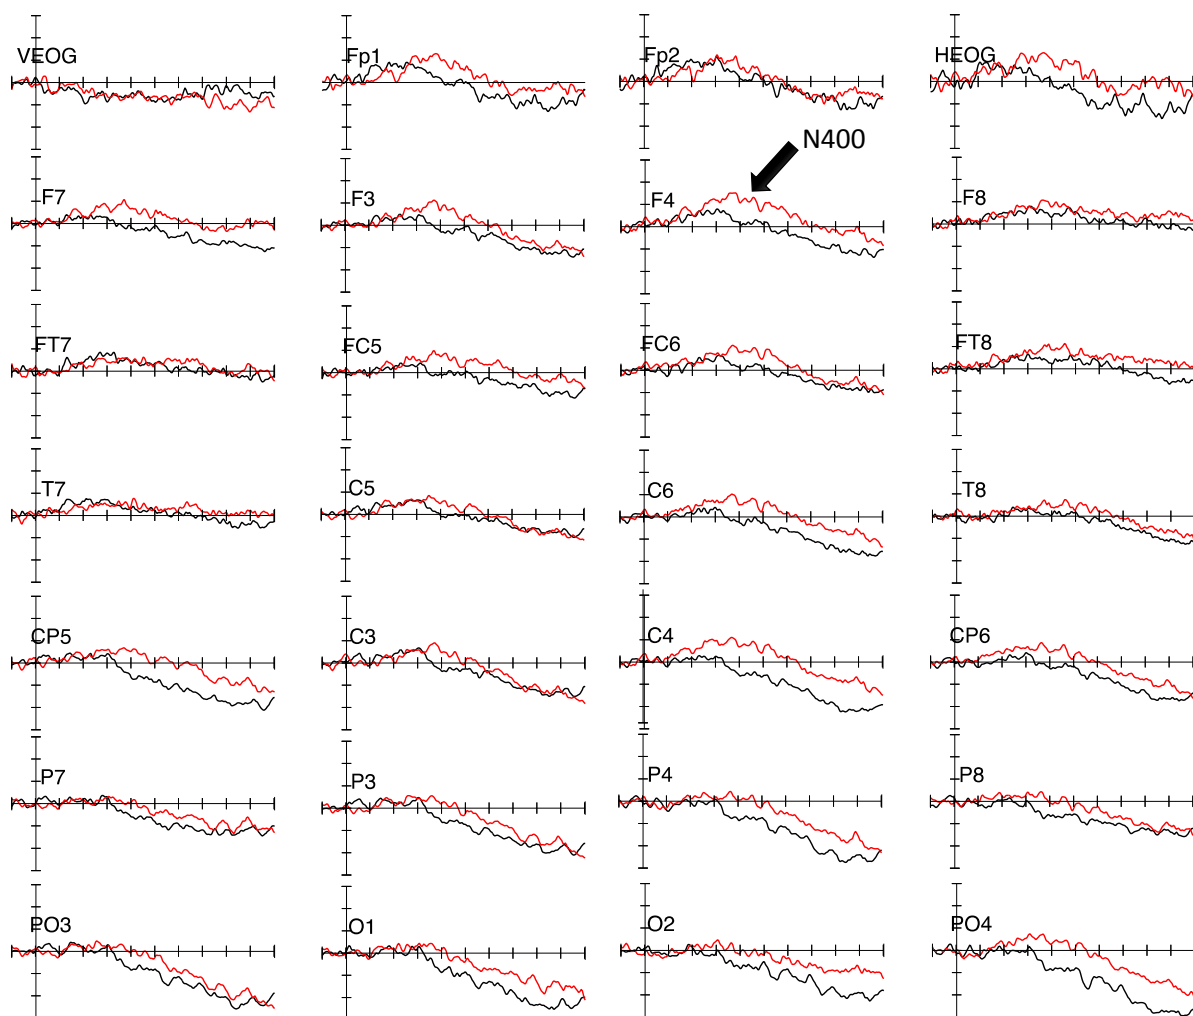 VEOG Fp1 Fp2 HEOG
N400
F7 F3 F4 F8
FT7 FC5 FC6 FT8
T7 C5 C6 T8
CP5 C3 C4 CP6
P7 P3 P4 P8
PO3 O1 O2 PO4